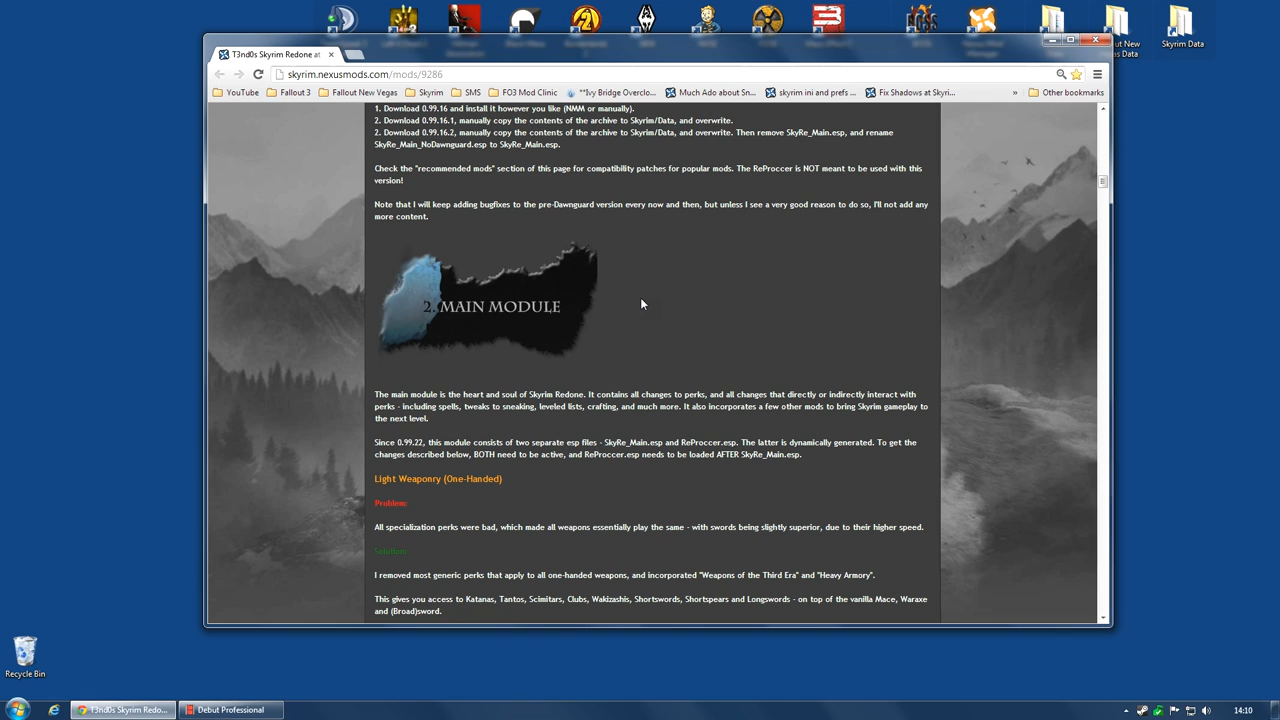 Skyrim Data
T3nd0s Skyrim Redone at
skyrim.nexusmods.com/mods/9286
YouTube
Fallout 3
Fallout New Vegas
Skyrim
SMS
FO3 Mod Clinic
**Ivy Bridge Overclo...
Much Ado about Sn...
skyrim ini and prefs ...
Fix Shadows at Skyri...
»
Other bookmarks
1. Download 0.99.16 and install it however you like (NMM or manually).
2. Download 0.99.16.1, manually copy the contents of the archive to Skyrim/Data, and overwrite.
2. Download 0.99.16.2, manually copy the contents of the archive to Skyrim/Data, and overwrite. Then remove SkyRe_Main.esp, and rename
SkyRe_Main_NoDawnguard.esp to SkyRe_Main.esp.
Check the "recommended mods" section of this page for compatibility patches for popular mods. The ReProccer is NOT meant to be used with this
version!
Note that I will keep adding bugfixes to the pre-Dawnguard version every now and then, but unless I see a very good reason to do so, I'll not add any
more content.
2. MAIN MODULE
The main module is the heart and soul of Skyrim Redone. It contains all changes to perks, and all changes that directly or indirectly interact with
perks - including spells, tweaks to sneaking, leveled lists, crafting, and much more. It also incorporates a few other mods to bring Skyrim gameplay to
the next level.
Since 0.99.22, this module consists of two separate esp files - SkyRe_Main.esp and ReProccer.esp. The latter is dynamically generated. To get the
changes described below, BOTH need to be active, and ReProccer.esp needs to be loaded AFTER SkyRe_Main.esp.
Light Weaponry (One-Handed)
Problem:
All specialization perks were bad, which made all weapons essentially play the same - with swords being slightly superior, due to their higher speed.
Solution:
I removed most generic perks that apply to all one-handed weapons, and incorporated "Weapons of the Third Era" and "Heavy Armory".
This gives you access to Katanas, Tantos, Scimitars, Clubs, Wakizashis, Shortswords, Shortspears and Longswords - on top of the vanilla Mace, Waraxe
and (Broad)sword.
Recycle Bin
T3nd0s Skyrim Redo...
Debut Professional
14:10